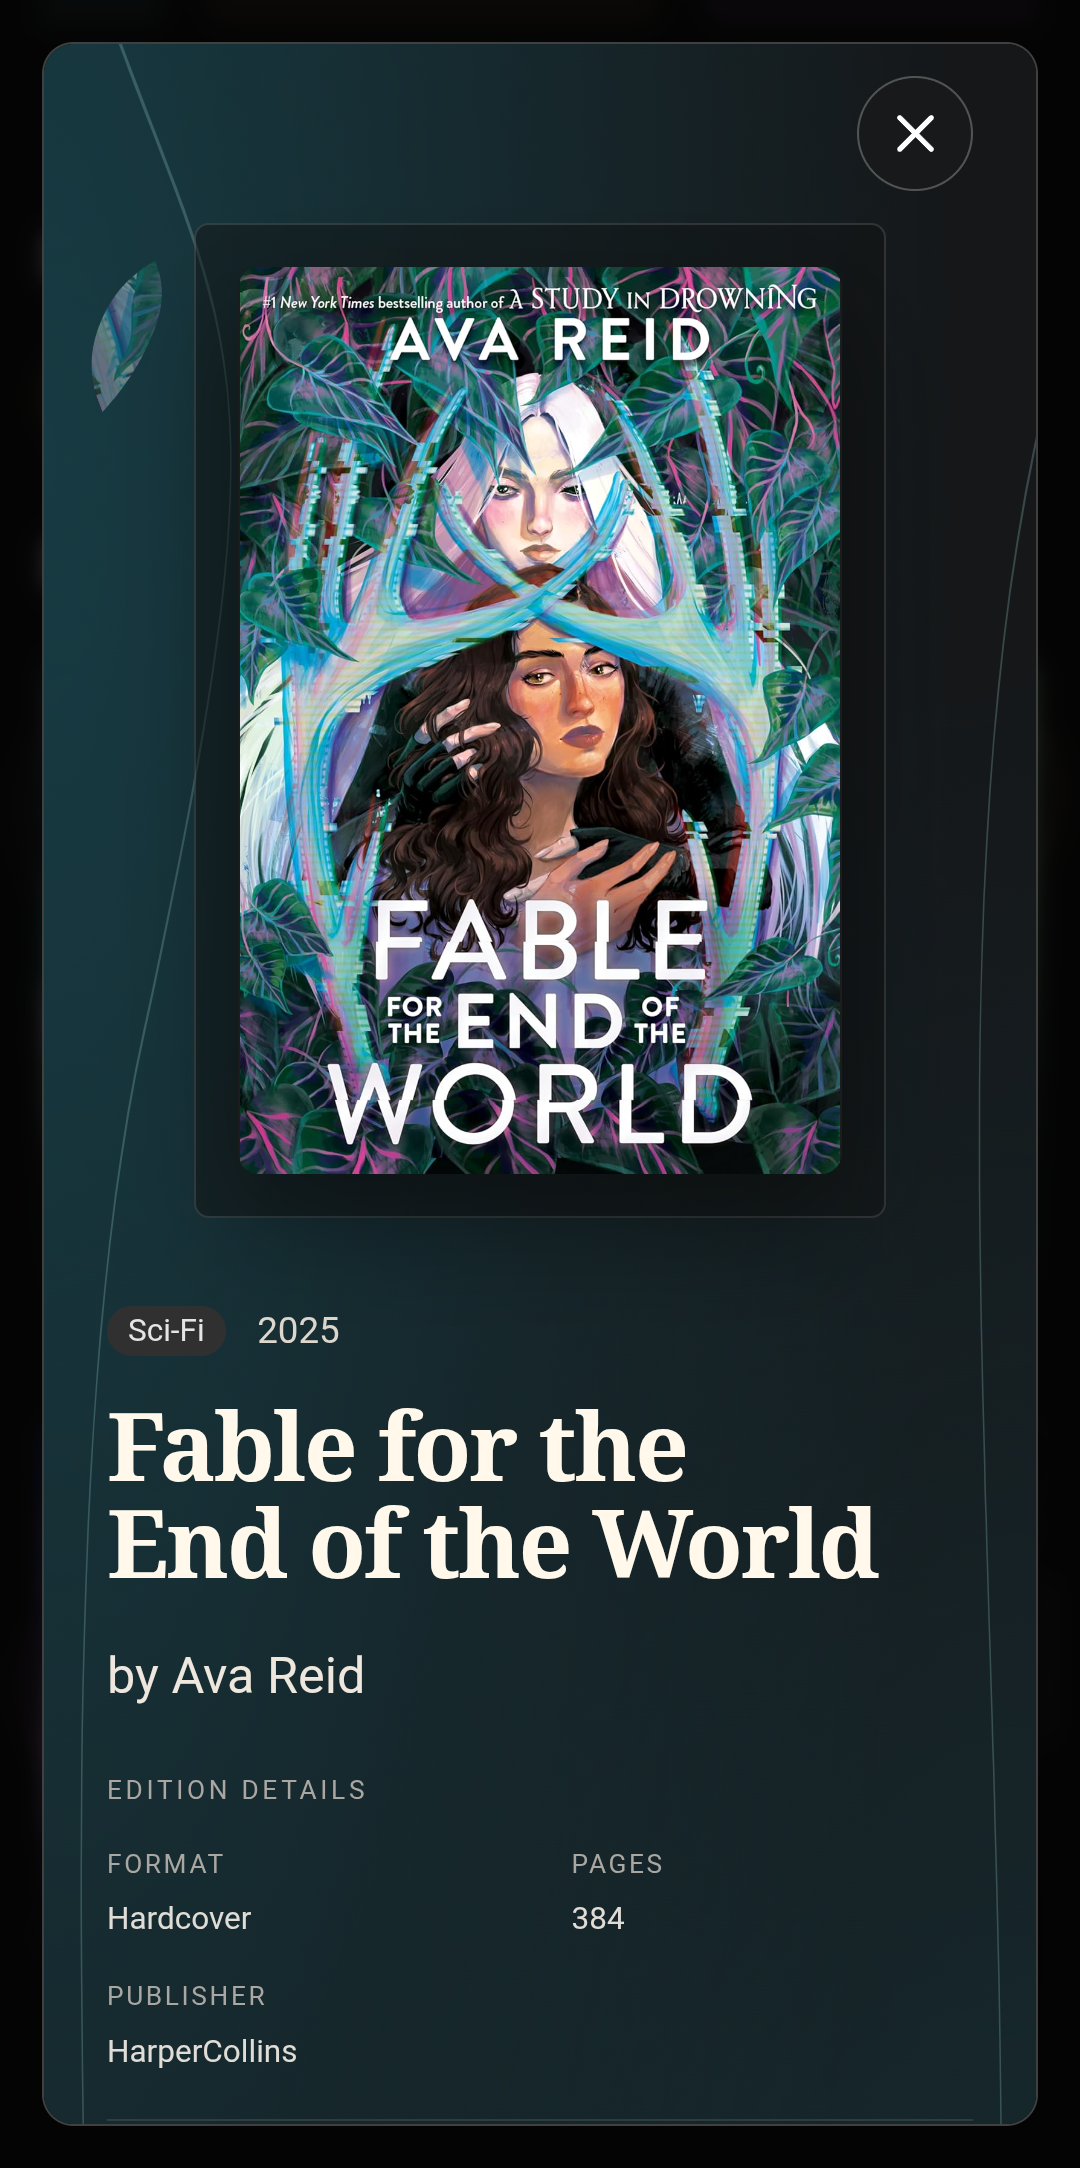 #1 New York Times bestselling author of A STUDY IN DROWNING
AVA REID
FABLE
FOR THE END OF THE
WORLD
Sci-Fi 2025
Fable for the
End of the World
by Ava Reid
EDITION DETAILS
FORMAT PAGES
Hardcover 384
PUBLISHER
HarperCollins